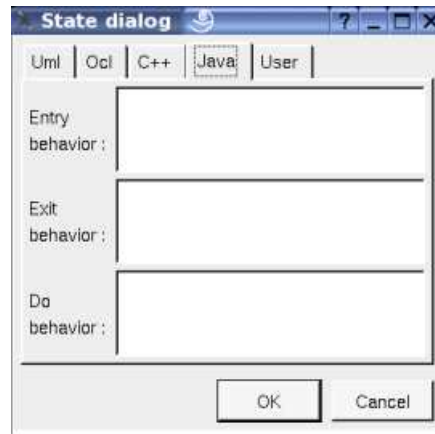 State dialog
?
Uml Ocl C++ Java User
Entry
behavior :
Exit
behavior :
Do
behavior :
OK Cancel